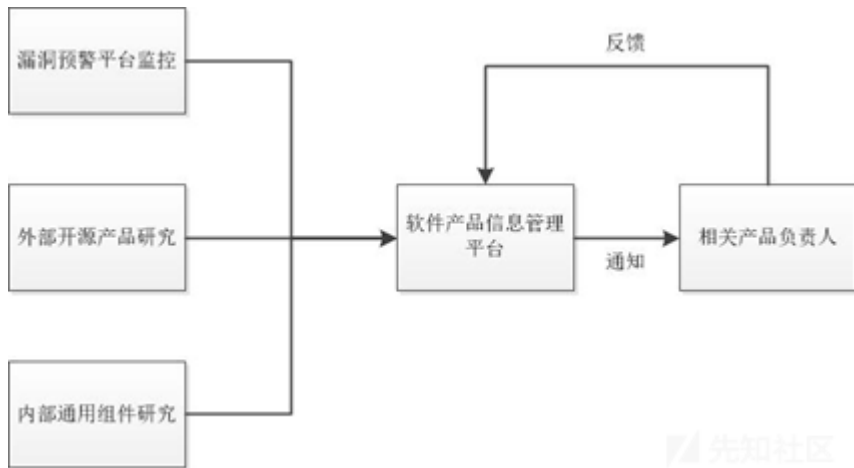 漏洞预警平台监控
反馈
外部开源产品研究
软件产品信息管理
平台
相关产品负责人
通知
内部通用组件研究
先知社区